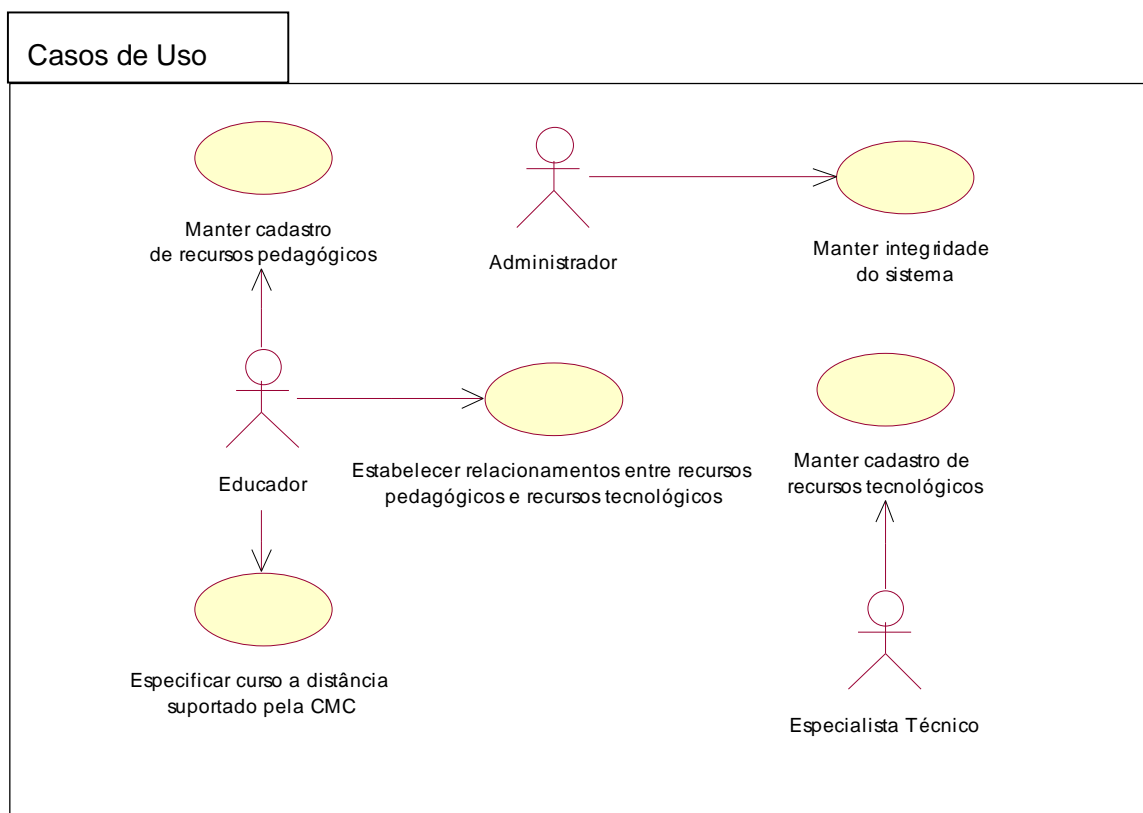 Casos de Uso
Manter cadastro
de recursos pedagógicos
Administrador
Manter integridade
do sistema
Educador
Estabelecer relacionamentos entre recursos
pedagógicos e recursos tecnológicos
Manter cadastro de
recursos tecnológicos
Especificar curso a distância
suportado pela CMC
Especialista Técnico